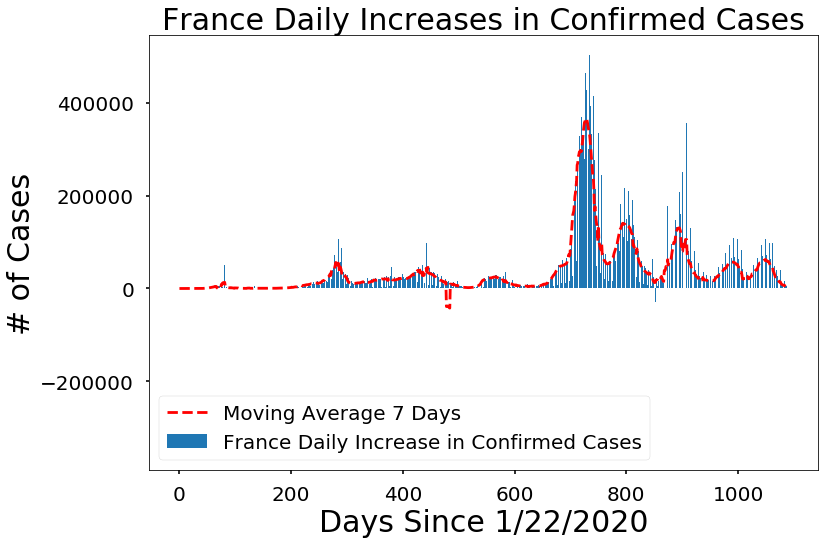 France Daily Increases in Confirmed Cases
# of Cases
400000
200000
0
−200000
Moving Average 7 Days
France Daily Increase in Confirmed Cases
0 200 400 600 800 1000
Days Since 1/22/2020